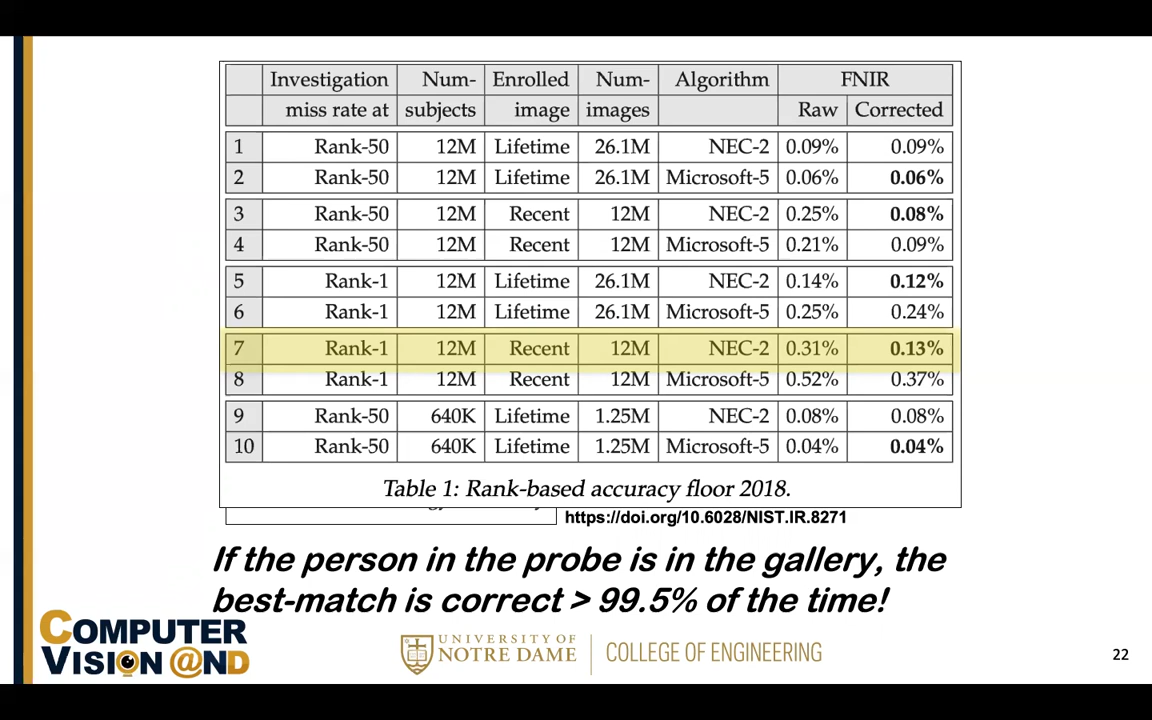 Investigation Num- Enrolled Num- Algorithm FNIR
miss rate at subjects image images Raw Corrected
1 Rank-50 12M Lifetime 26.1M NEC-2 0.09% 0.09%
2 Rank-50 12M Lifetime 26.1M Microsoft-5 0.06% 0.06%
3 Rank-50 12M Recent 12M NEC-2 0.25% 0.08%
4 Rank-50 12M Recent 12M Microsoft-5 0.21% 0.09%
5 Rank-1 12M Lifetime 26.1M NEC-2 0.14% 0.12%
6 Rank-1 12M Lifetime 26.1M Microsoft-5 0.25% 0.24%
7 Rank-1 12M Recent 12M NEC-2 0.31% 0.13%
8 Rank-1 12M Recent 12M Microsoft-5 0.52% 0.37%
9 Rank-50 640K Lifetime 1.25M NEC-2 0.08% 0.08%
10 Rank-50 640K Lifetime 1.25M Microsoft-5 0.04% 0.04%
Table 1: Rank-based accuracy floor 2018.
https://doi.org/10.6028/NIST.IR.8271
If the person in the probe is in the gallery, the
best-match is correct > 99.5% of the time!
COMPUTER
VISION @ND
UNIVERSITY OF
NOTRE DAME
COLLEGE OF ENGINEERING
22